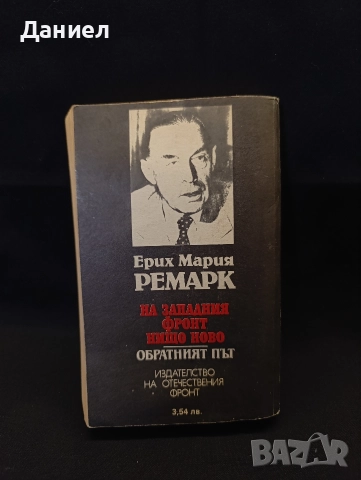 Даниел
Ерих Мария
РЕМАРК
НА ЗАПАДНИЯ
ФРОНТ
НИЩО НОВО
ОБРАТНИЯТ ПЪТ
ИЗДАТЕЛСТВО
НА ОТЕЧЕСТВЕНИЯ
ФРОНТ
3,54 лв.
BAZAR